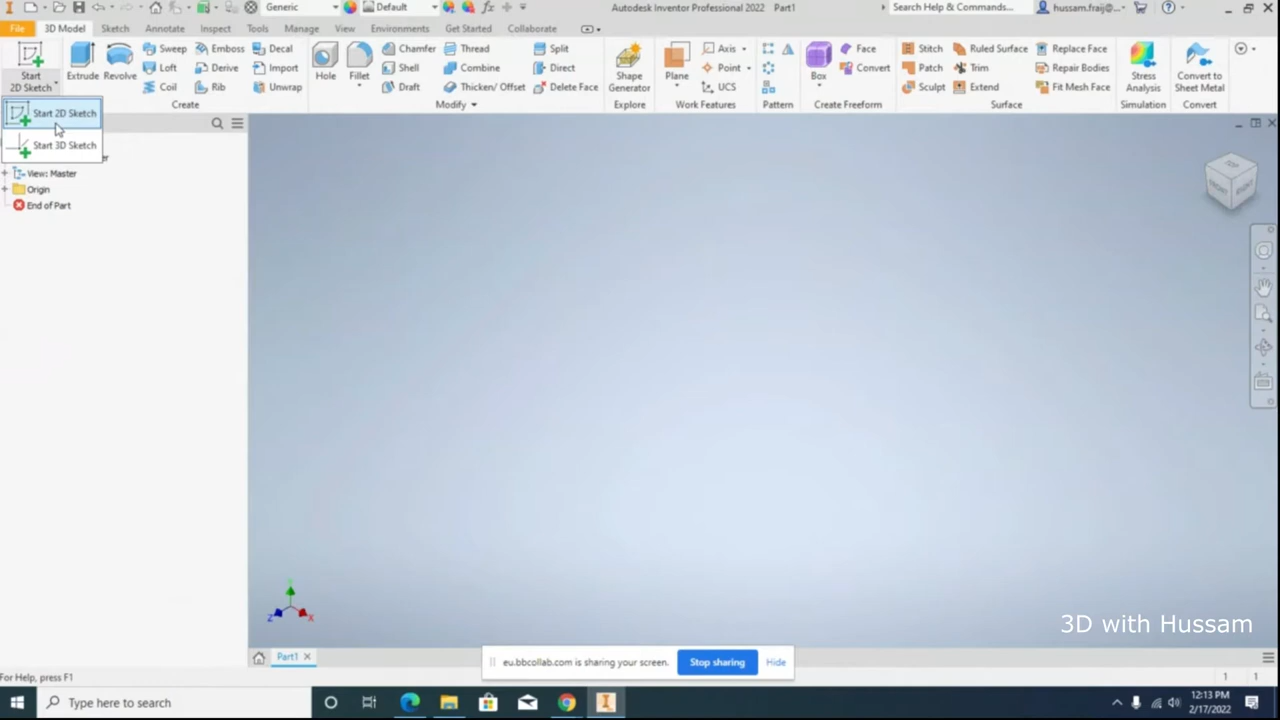 Generic
Default
Autodesk Inventor Professional 2022 Part1
Search Help & Commands...
hussam.fraij@...
File 3D Model Sketch Annotate Inspect Tools Manage View Environments Get Started Collaborate
Start
2D Sketch
Extrude
Revolve
Sweep
Emboss
Decal
Loft
Derive
Import
Coil
Rib
Unwrap
Create
Hole
Fillet
Chamfer
Thread
Split
Shell
Combine
Direct
Draft
Thicken/ Offset
Delete Face
Modify
Shape
Generator
Explore
Plane
Axis
Point
UCS
Work Features
Pattern
Box
Face
Convert
Create Freeform
Stitch
Ruled Surface
Replace Face
Patch
Trim
Repair Bodies
Sculpt
Extend
Fit Mesh Face
Surface
Stress
Analysis
Simulation
Convert to
Sheet Metal
Convert
Start 2D Sketch
Start 3D Sketch
View: Master
Origin
End of Part
TOP
FRONT
RIGHT
Y
Z
X
3D with Hussam
Part1
eu.bbcollab.com is sharing your screen.
Stop sharing
Hide
For Help, press F1
1 1
Type here to search
12:13 PM
2/17/2022